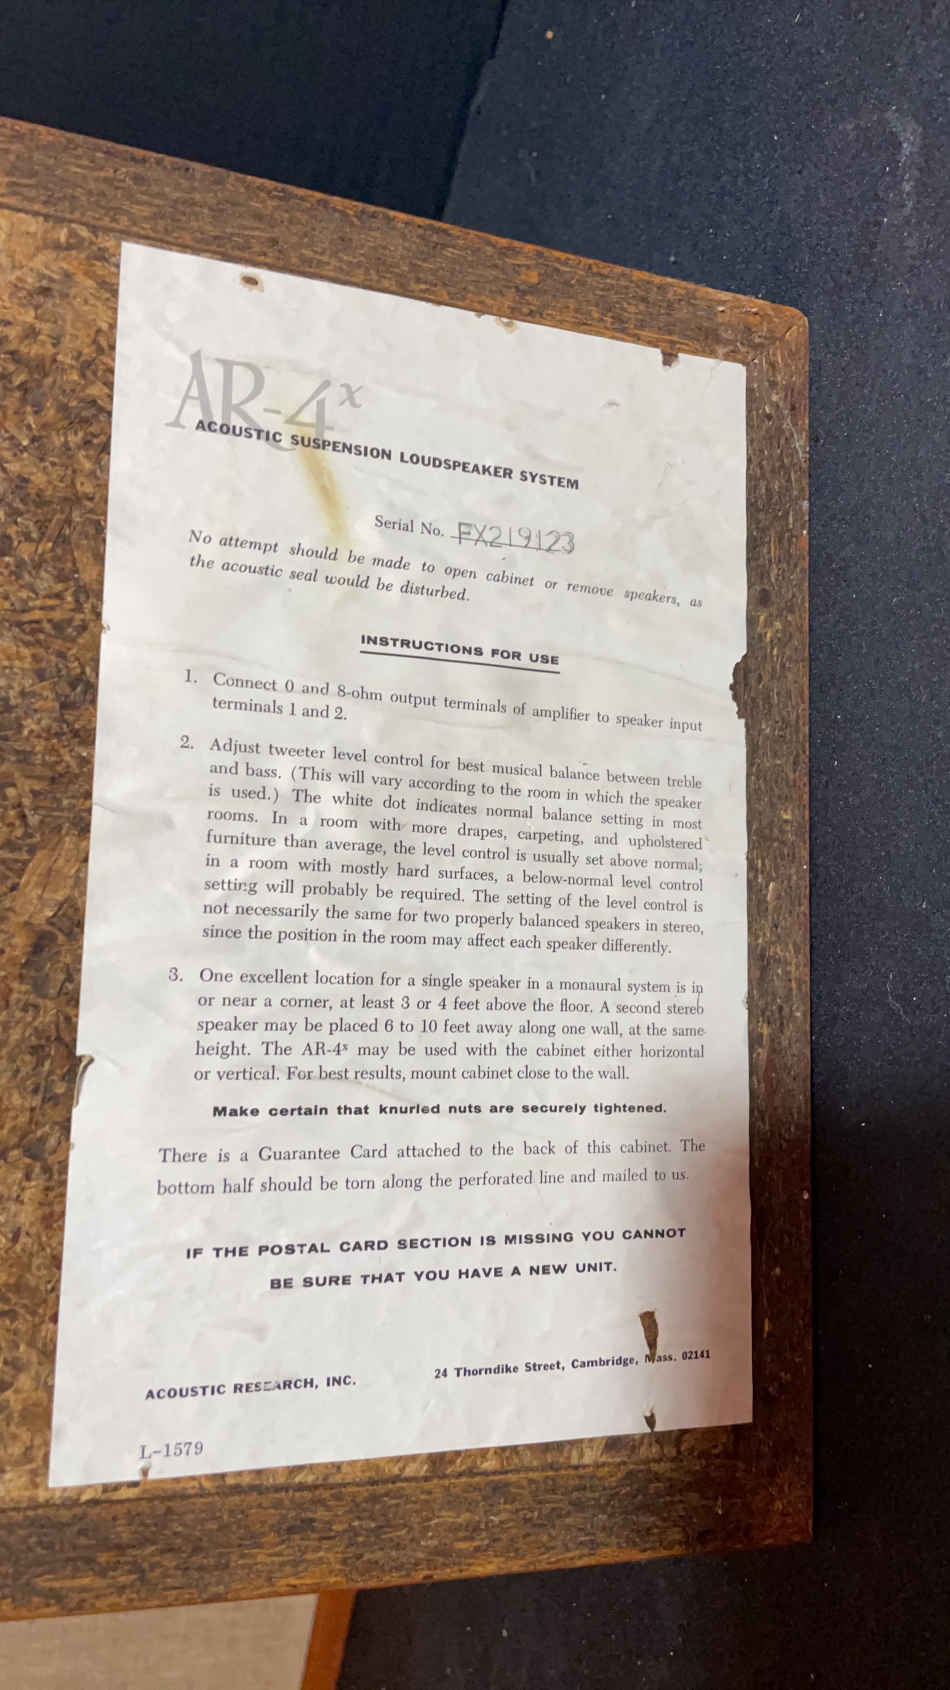 AR-4x
ACOUSTIC SUSPENSION LOUDSPEAKER SYSTEM
Serial No. FX219123
No attempt should be made to open cabinet or remove speakers, as
the acoustic seal would be disturbed.
INSTRUCTIONS FOR USE
1. Connect 0 and 8-ohm output terminals of amplifier to speaker input
terminals 1 and 2.
2. Adjust tweeter level control for best musical balance between treble
and bass. (This will vary according to the room in which the speaker
is used.) The white dot indicates normal balance setting in most
rooms. In a room with more drapes, carpeting, and upholstered
furniture than average, the level control is usually set above normal;
in a room with mostly hard surfaces, a below-normal level control
setting will probably be required. The setting of the level control is
not necessarily the same for two properly balanced speakers in stereo,
since the position in the room may affect each speaker differently.
3. One excellent location for a single speaker in a monaural system is in
or near a corner, at least 3 or 4 feet above the floor. A second stereo
speaker may be placed 6 to 10 feet away along one wall, at the same
height. The AR-4x may be used with the cabinet either horizontal
or vertical. For best results, mount cabinet close to the wall.
Make certain that knurled nuts are securely tightened.
There is a Guarantee Card attached to the back of this cabinet. The
bottom half should be torn along the perforated line and mailed to us.
IF THE POSTAL CARD SECTION IS MISSING YOU CANNOT
BE SURE THAT YOU HAVE A NEW UNIT.
ACOUSTIC RESEARCH, INC. 24 Thorndike Street, Cambridge, Mass. 02141
L-1579